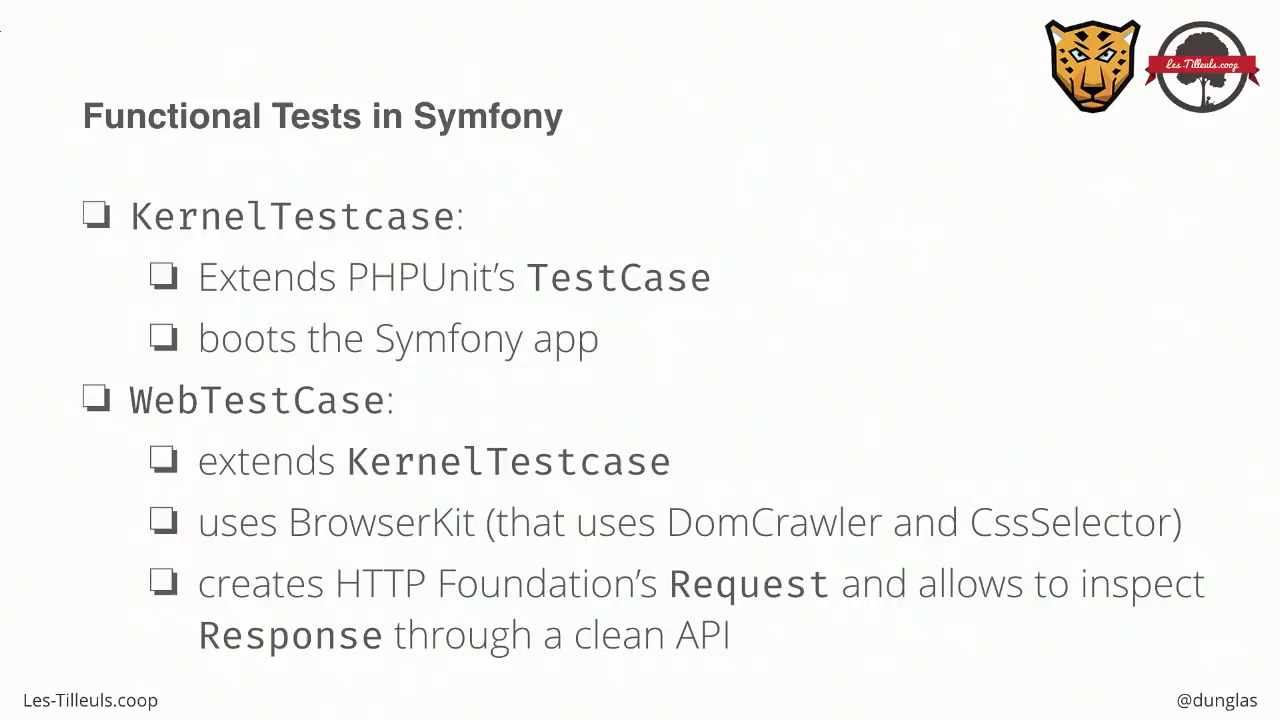 Les-Tilleuls.coop
Functional Tests in Symfony
❏ KernelTestcase:
❏ Extends PHPUnit’s TestCase
❏ boots the Symfony app
❏ WebTestCase:
❏ extends KernelTestcase
❏ uses BrowserKit (that uses DomCrawler and CssSelector)
❏ creates HTTP Foundation’s Request and allows to inspect
Response through a clean API
Les-Tilleuls.coop
@dunglas